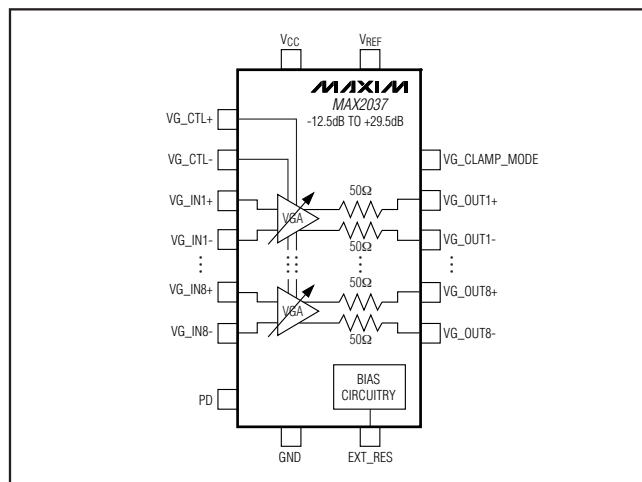 VCC
VREF
MAXIM
MAX2037
-12.5dB TO +29.5dB
VG_CTL+
VG_CTL-
VG_CLAMP_MODE
VG_IN1+
VGA
50Ω
VG_OUT1+
VG_IN1-
50Ω
VG_OUT1-
VG_IN8+
VGA
50Ω
VG_OUT8+
VG_IN8-
50Ω
VG_OUT8-
BIAS
CIRCUITRY
PD
GND
EXT_RES